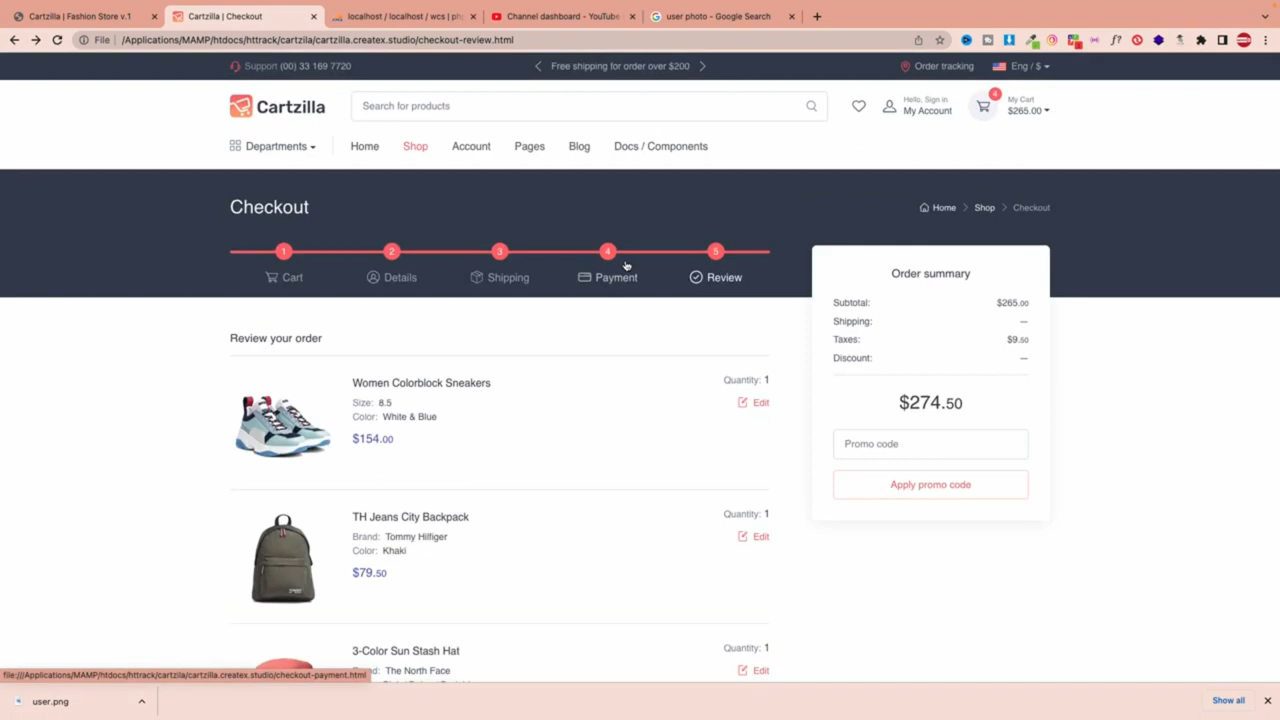 Cartzilla | Fashion Store v.1
Cartzilla | Checkout
localhost / localhost / wcs | ph
Channel dashboard - YouTube
user photo - Google Search
File
/Applications/MAMP/htdocs/httrack/cartzila/cartzilla.createx.studio/checkout-review.html
Support (00) 33 169 7720
Free shipping for order over $200
Order tracking
Eng / $
Cartzilla
Search for products
Hello, Sign in
My Account
4
My Cart
$265.00
Departments
Home
Shop
Account
Pages
Blog
Docs / Components
Checkout
Home
Shop
Checkout
1
2
3
4
5
Cart
Details
Shipping
Payment
Review
Order summary
Subtotal: $265.00
Shipping: —
Taxes: $9.50
Discount: —
$274.50
Promo code
Apply promo code
Review your order
Women Colorblock Sneakers
Size: 8.5
Color: White & Blue
$154.00
Quantity: 1
Edit
TH Jeans City Backpack
Brand: Tommy Hilfiger
Color: Khaki
$79.50
Quantity: 1
Edit
3-Color Sun Stash Hat
The North Face
Quantity: 1
Edit
file:///Applications/MAMP/htdocs/httrack/cartzila/cartzilla.createx.studio/checkout-payment.html
user.png
Show all